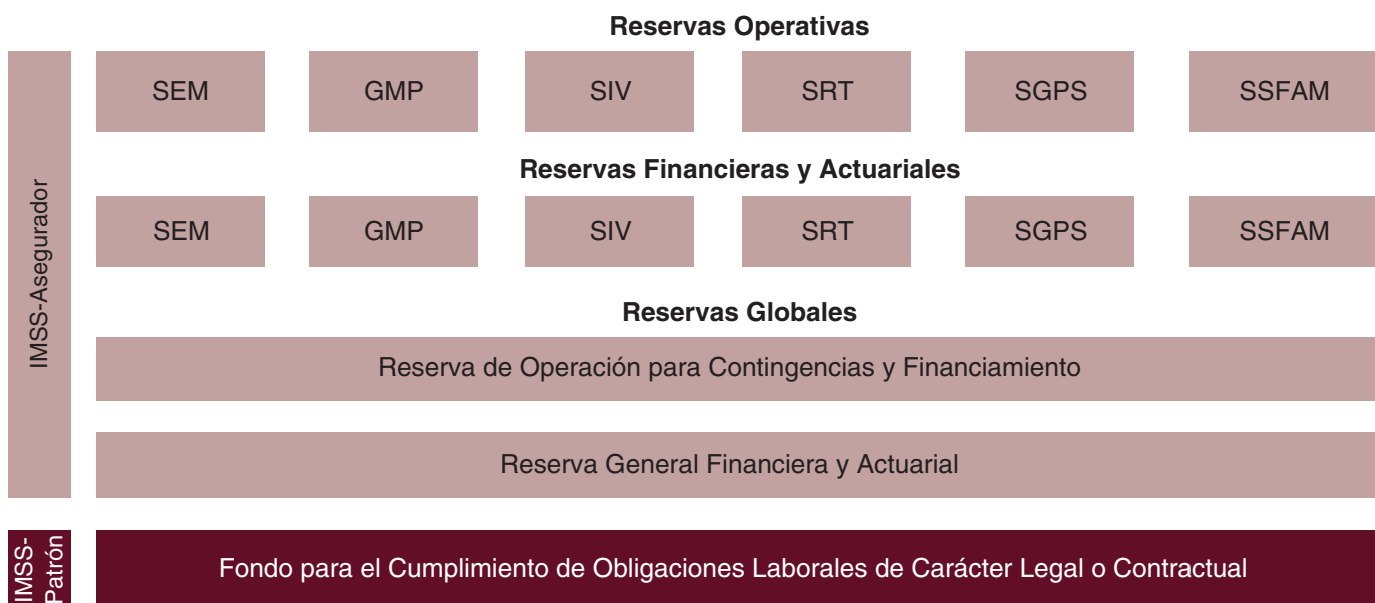 Reservas Operativas
IMSS-Asegurador
SEM GMP SIV SRT SGPS SSFAM
Reservas Financieras y Actuariales
SEM GMP SIV SRT SGPS SSFAM
Reservas Globales
Reserva de Operación para Contingencias y Financiamiento
Reserva General Financiera y Actuarial
IMSS-
Patrón
Fondo para el Cumplimiento de Obligaciones Laborales de Carácter Legal o Contractual